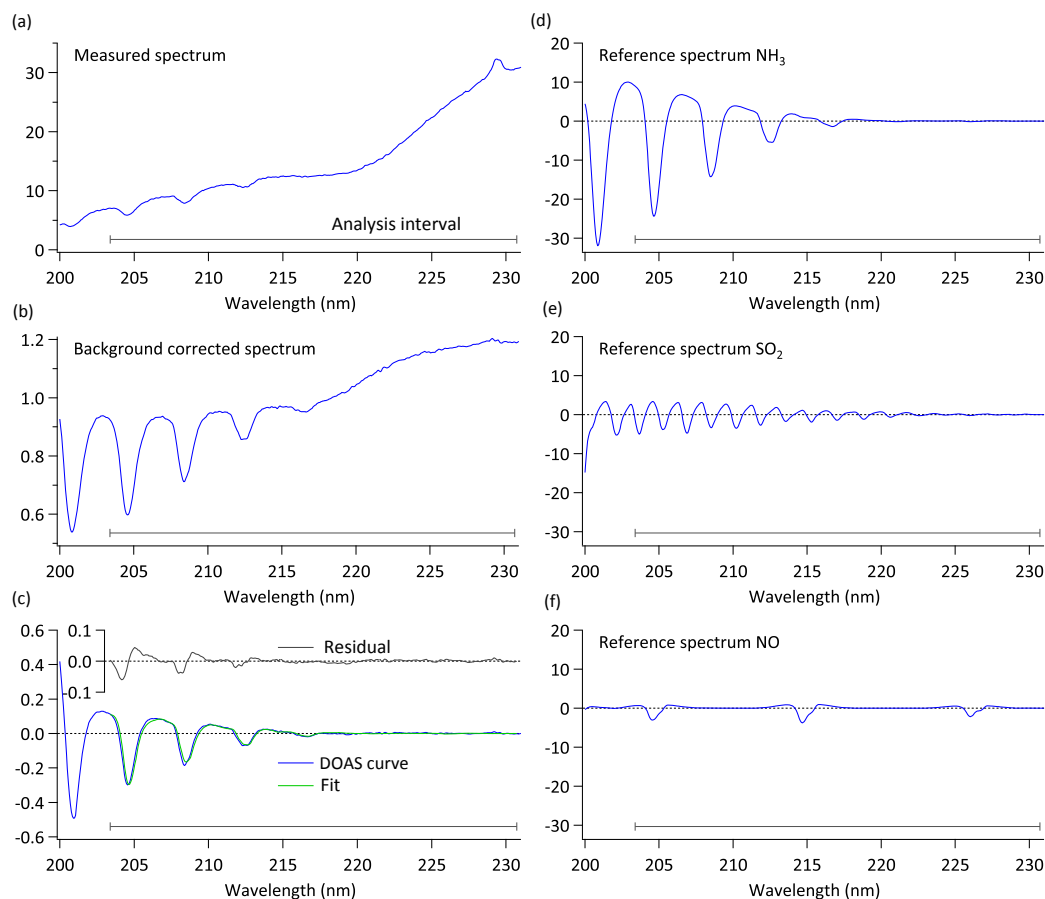 (a)
Measured spectrum
30
20
10
0
Analysis interval
200 205 210 215 220 225 230
Wavelength (nm)
(b)
Background corrected spectrum
1.2
1.0
0.8
0.6
200 205 210 215 220 225 230
Wavelength (nm)
(c)
0.6
0.4
0.2
0.0
-0.2
-0.4
-0.6
0.1
0.0
-0.1
Residual
DOAS curve
Fit
200 205 210 215 220 225 230
Wavelength (nm)
(d)
Reference spectrum NH3
20
10
0
-10
-20
-30
200 205 210 215 220 225 230
Wavelength (nm)
(e)
Reference spectrum SO2
20
10
0
-10
-20
-30
200 205 210 215 220 225 230
Wavelength (nm)
(f)
Reference spectrum NO
20
10
0
-10
-20
-30
200 205 210 215 220 225 230
Wavelength (nm)